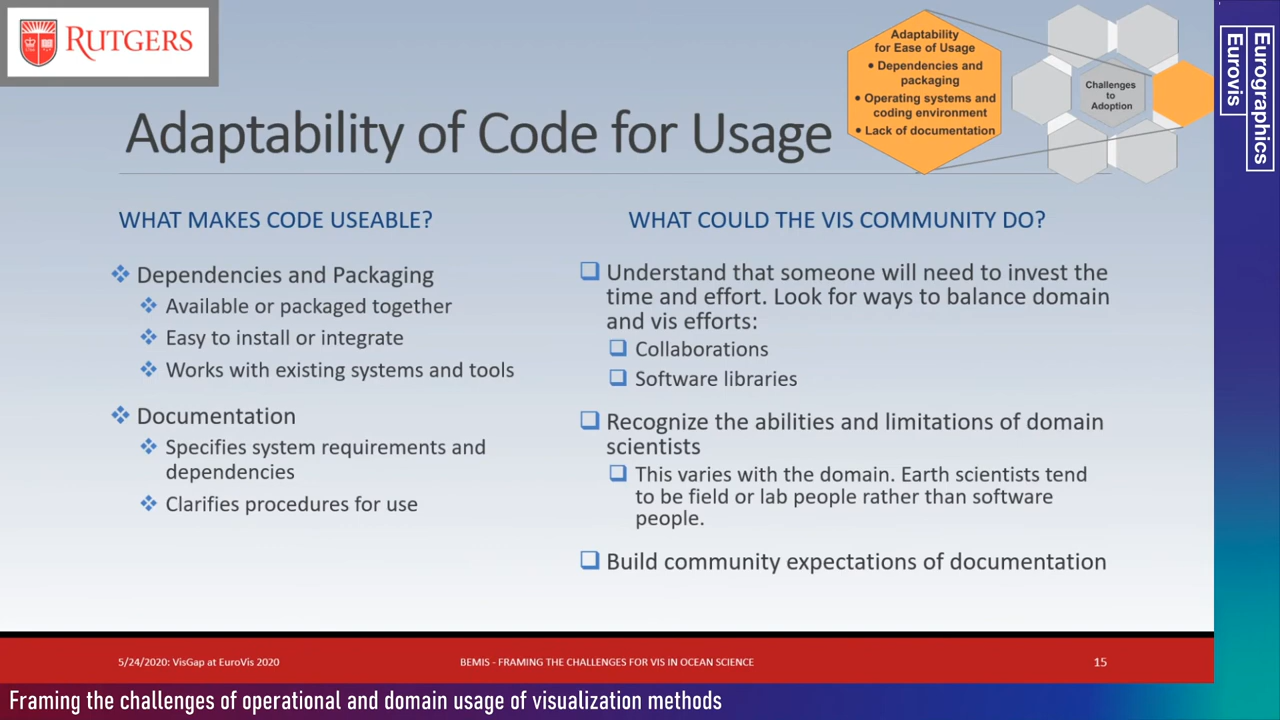 RUTGERS
Adaptability
for Ease of Usage
• Dependencies and
packaging
• Operating systems and
coding environment
• Lack of documentation
Challenges
to
Adoption
Eurographics
Eurovis
Adaptability of Code for Usage
WHAT MAKES CODE USEABLE?
❖ Dependencies and Packaging
❖ Available or packaged together
❖ Easy to install or integrate
❖ Works with existing systems and tools
❖ Documentation
❖ Specifies system requirements and
dependencies
❖ Clarifies procedures for use
WHAT COULD THE VIS COMMUNITY DO?
❑ Understand that someone will need to invest the
time and effort. Look for ways to balance domain
and vis efforts:
❑ Collaborations
❑ Software libraries
❑ Recognize the abilities and limitations of domain
scientists
❑ This varies with the domain. Earth scientists tend
to be field or lab people rather than software
people.
❑ Build community expectations of documentation
5/24/2020: VisGap at EuroVis 2020
BEMIS - FRAMING THE CHALLENGES FOR VIS IN OCEAN SCIENCE
15
Framing the challenges of operational and domain usage of visualization methods